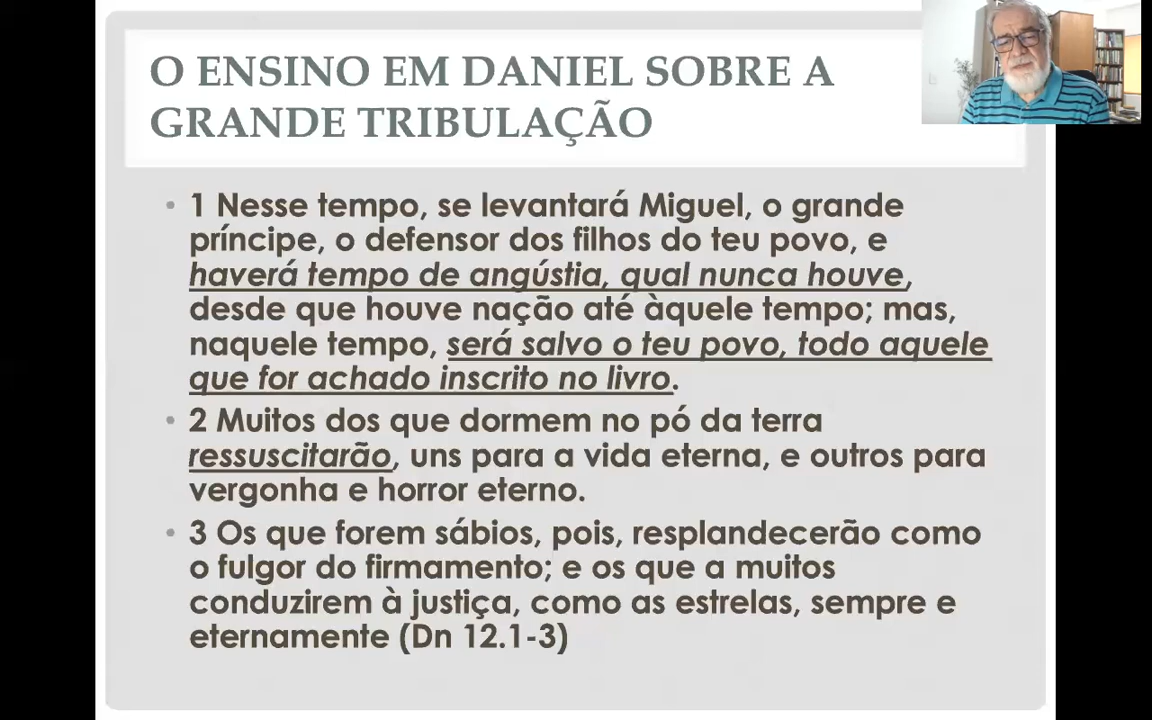 O ENSINO EM DANIEL SOBRE A
GRANDE TRIBULAÇÃO
• 1 Nesse tempo, se levantará Miguel, o grande
príncipe, o defensor dos filhos do teu povo, e
haverá tempo de angústia, qual nunca houve,
desde que houve nação até àquele tempo; mas,
naquele tempo, será salvo o teu povo, todo aquele
que for achado inscrito no livro.
• 2 Muitos dos que dormem no pó da terra
ressuscitarão, uns para a vida eterna, e outros para
vergonha e horror eterno.
• 3 Os que forem sábios, pois, resplandecerão como
o fulgor do firmamento; e os que a muitos
conduzirem à justiça, como as estrelas, sempre e
eternamente (Dn 12.1-3)